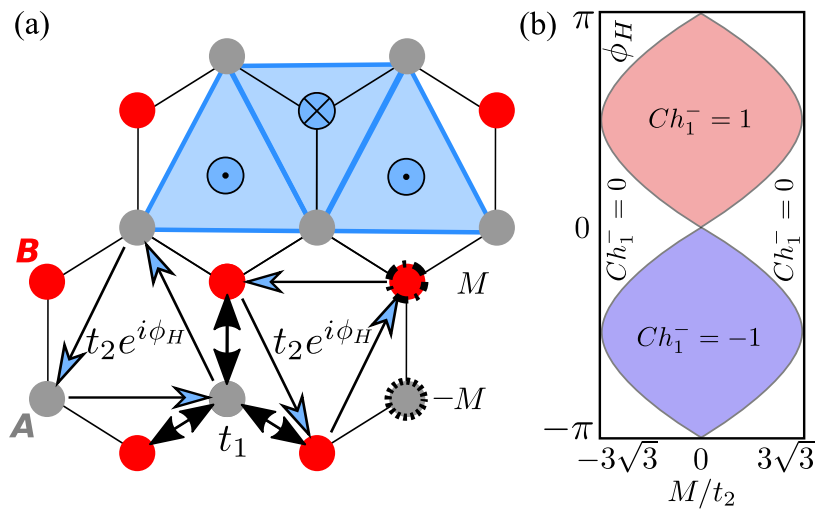 (a)
B
M
t₂e^{iϕ_H}
t₂e^{iϕ_H}
A
-M
t₁
(b)
π
ϕ_H
Ch₁⁻ = 1
Ch₁⁻ = 0
Ch₁⁻ = 0
0
Ch₁⁻ = -1
-π
-3√3
0
3√3
M/t₂